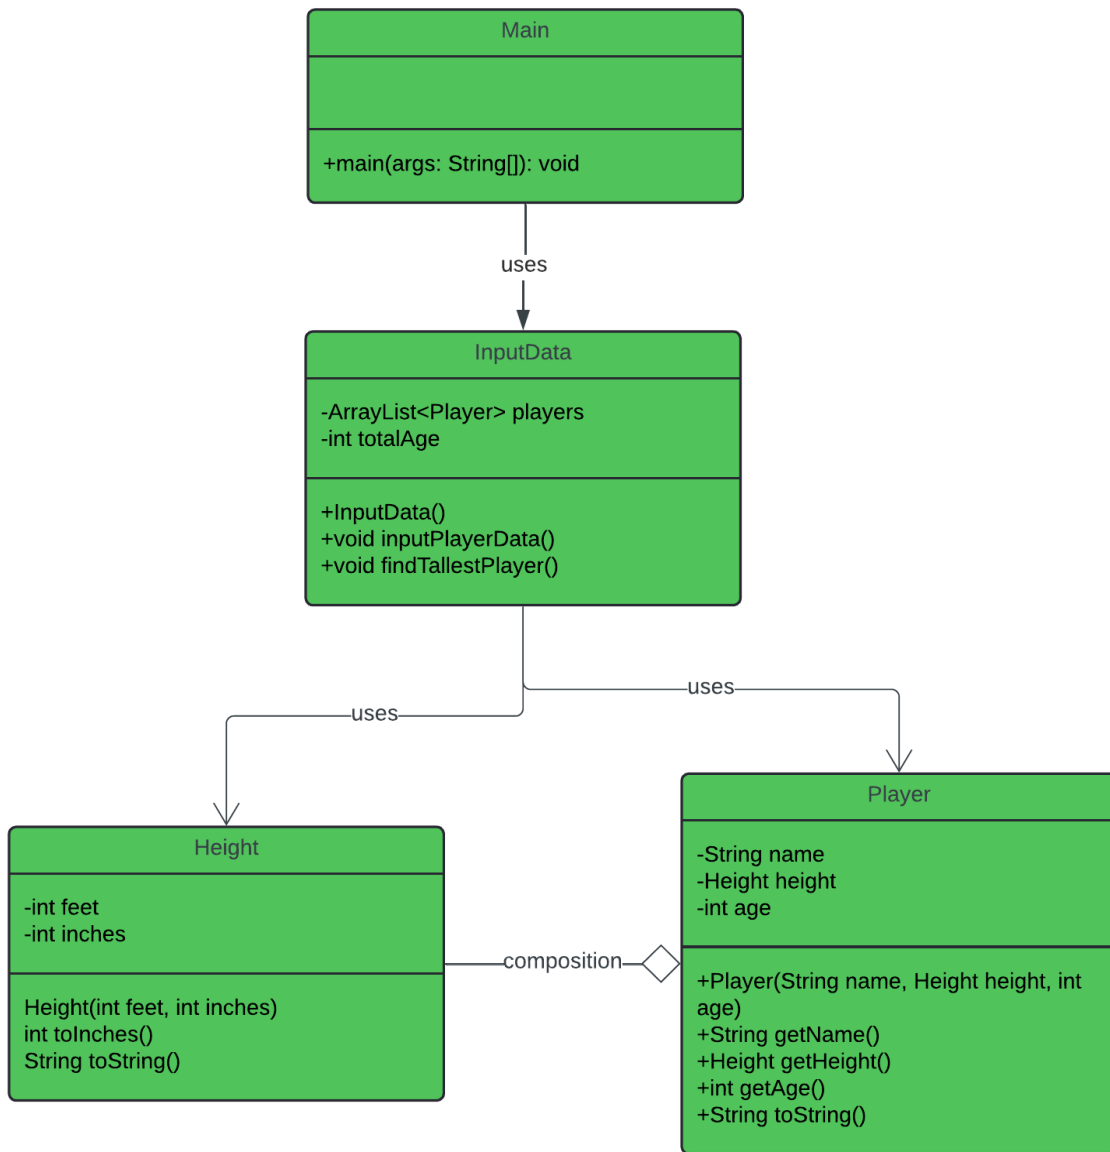 Main
+main(args: String[]): void
uses
InputData
-ArrayList<Player> players
-int totalAge
+InputData()
+void inputPlayerData()
+void findTallestPlayer()
uses
uses
Height
-int feet
-int inches
Height(int feet, int inches)
int toInches()
String toString()
composition
Player
-String name
-Height height
-int age
+Player(String name, Height height, int
age)
+String getName()
+Height getHeight()
+int getAge()
+String toString()